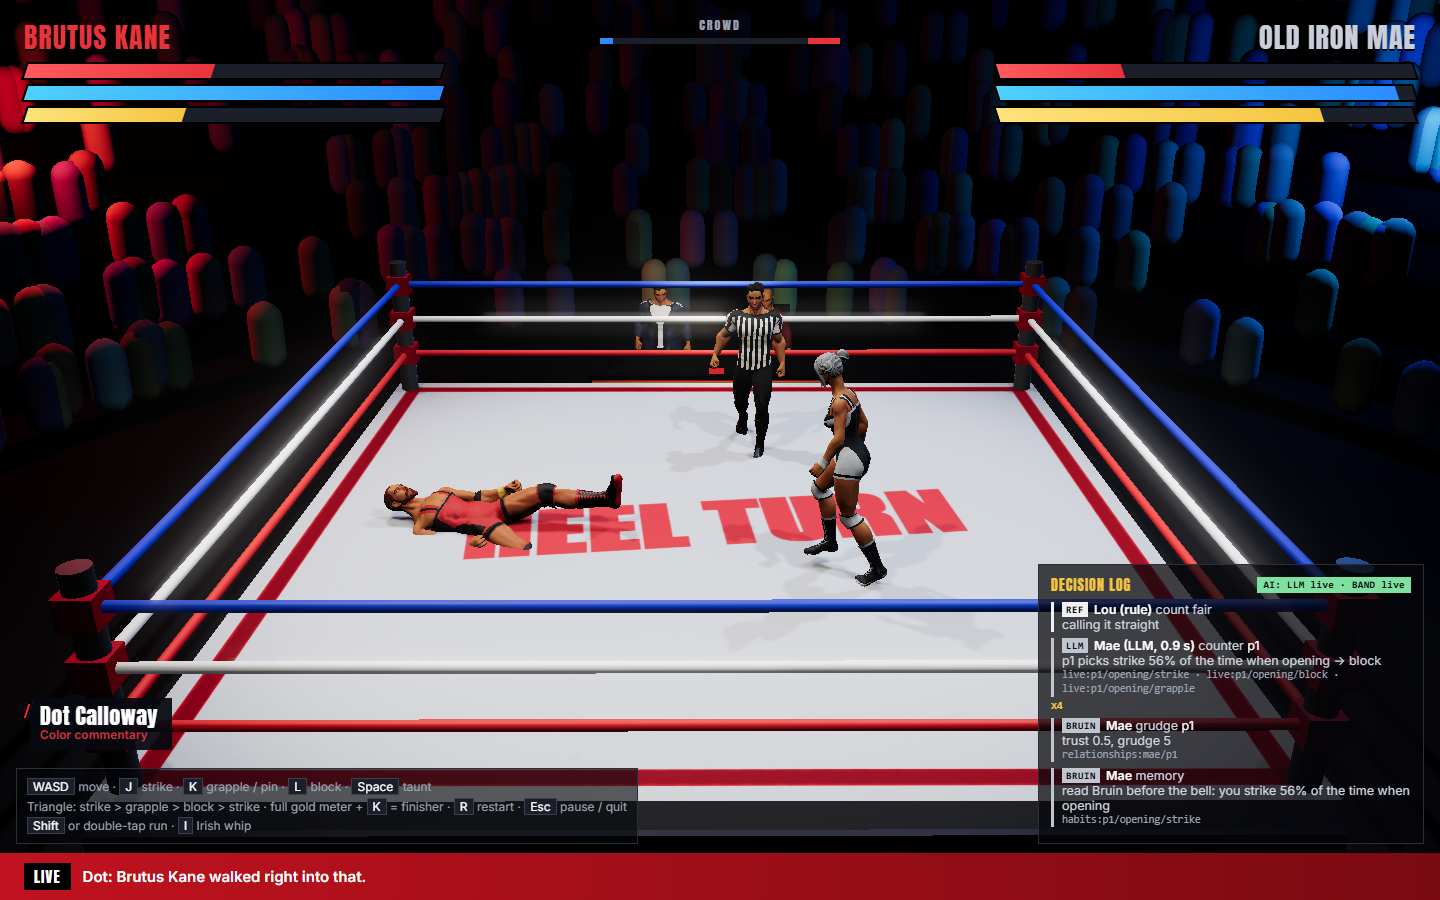 BRUTUS KANE
CROWD
OLD IRON MAE
HEEL TURN
DECISION LOG
AI: LLM live · BAND live
REF Lou (rule) count fair
calling it straight
LLM Mae (LLM, 0.9 s) counter p1
p1 picks strike 56% of the time when opening → block
live:p1/opening/strike · live:p1/opening/block ·
live:p1/opening/grapple
x4
BRUIN Mae grudge p1
trust 0.5, grudge 5
relationships:mae/p1
BRUIN Mae memory
read Bruin before the bell: you strike 56% of the time when
opening
habits:p1/opening/strike
Dot Calloway
Color commentary
WASD move · J strike · K grapple / pin · L block · Space taunt
Triangle: strike > grapple > block > strike · full gold meter + K = finisher · R restart · Esc pause / quit
Shift or double-tap run · I Irish whip
LIVE Dot: Brutus Kane walked right into that.